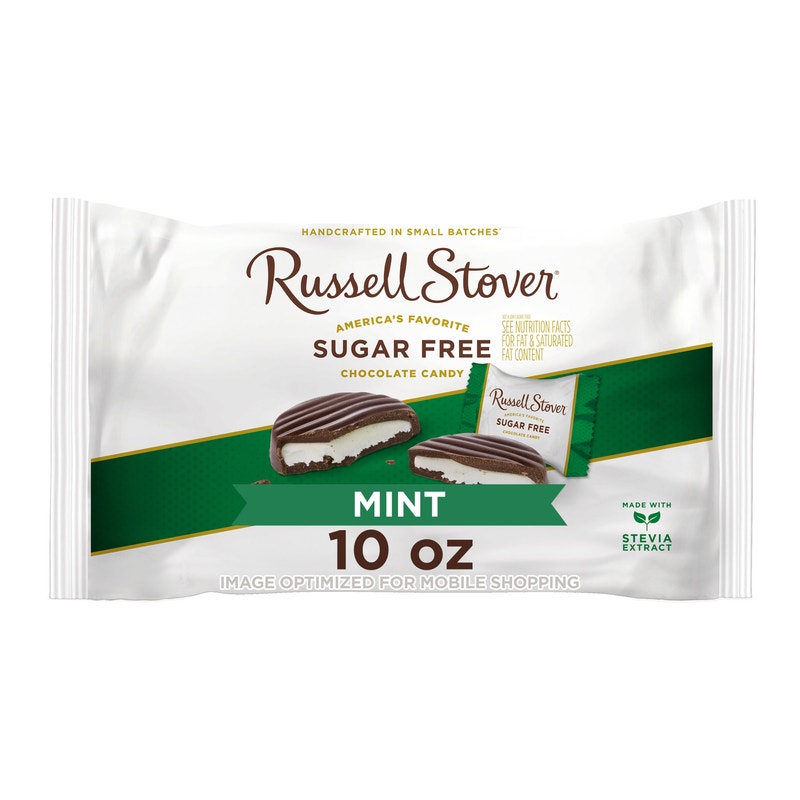 HANDCRAFTED IN SMALL BATCHES
Russell Stover®
AMERICA'S FAVORITE
SUGAR FREE
CHOCOLATE CANDY
SEE NUTRITION FACTS
FOR FAT & SATURATED
FAT CONTENT
Russell Stover
AMERICA'S FAVORITE
SUGAR FREE
CHOCOLATE CANDY
MINT
10 oz
MADE WITH
STEVIA
EXTRACT
IMAGE OPTIMIZED FOR MOBILE SHOPPING